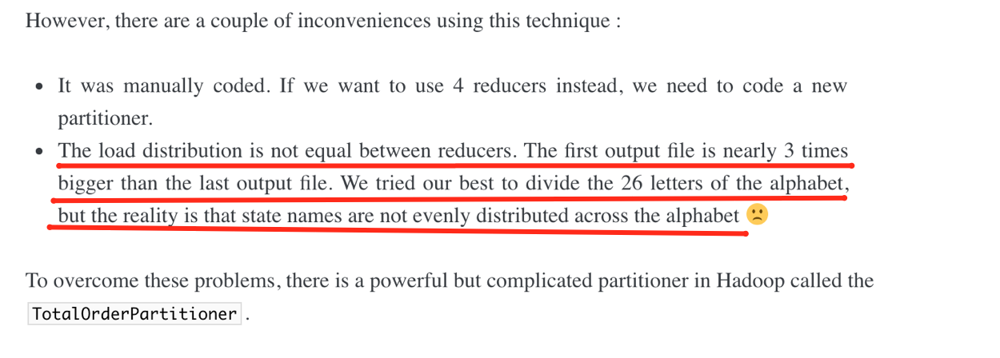 However, there are a couple of inconveniences using this technique :
• It was manually coded. If we want to use 4 reducers instead, we need to code a new
partitioner.
• The load distribution is not equal between reducers. The first output file is nearly 3 times
bigger than the last output file. We tried our best to divide the 26 letters of the alphabet,
but the reality is that state names are not evenly distributed across the alphabet 🙁
To overcome these problems, there is a powerful but complicated partitioner in Hadoop called the
TotalOrderPartitioner .